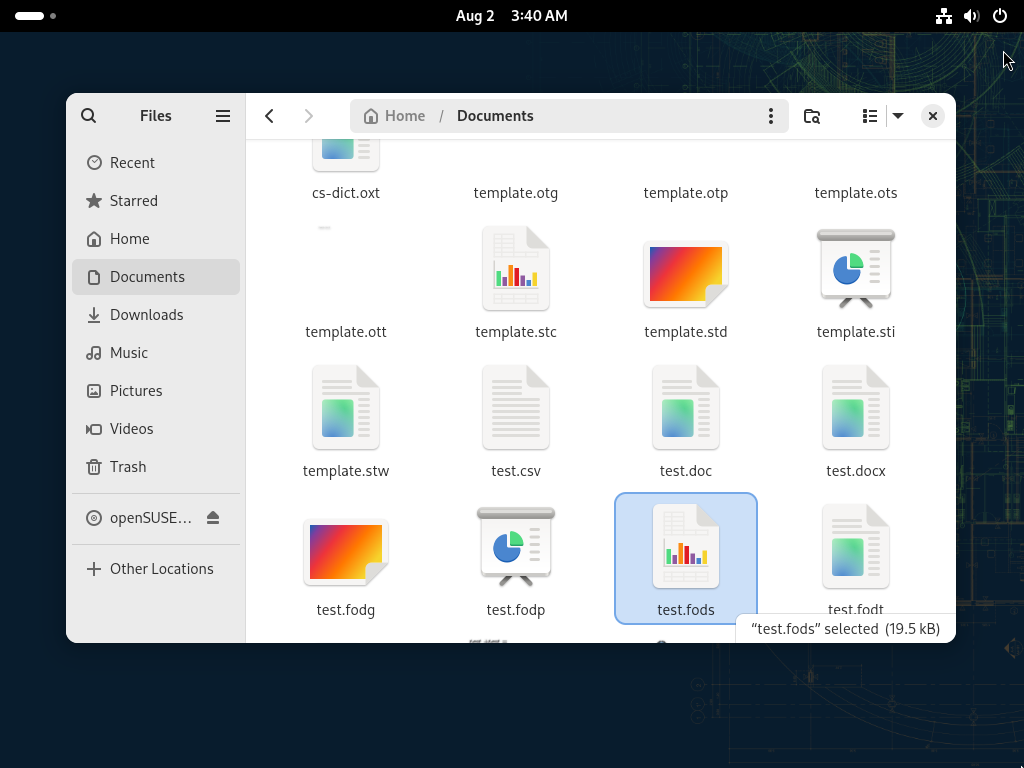 Aug 2 3:40 AM
Files
Home / Documents
Recent
Starred
Home
Documents
Downloads
Music
Pictures
Videos
Trash
openSUSE…
Other Locations
cs-dict.oxt template.otg template.otp template.ots
template.ott template.stc template.std template.sti
template.stw test.csv test.doc test.docx
test.fodg test.fodp test.fods test.fodt
“test.fods” selected (19.5 kB)